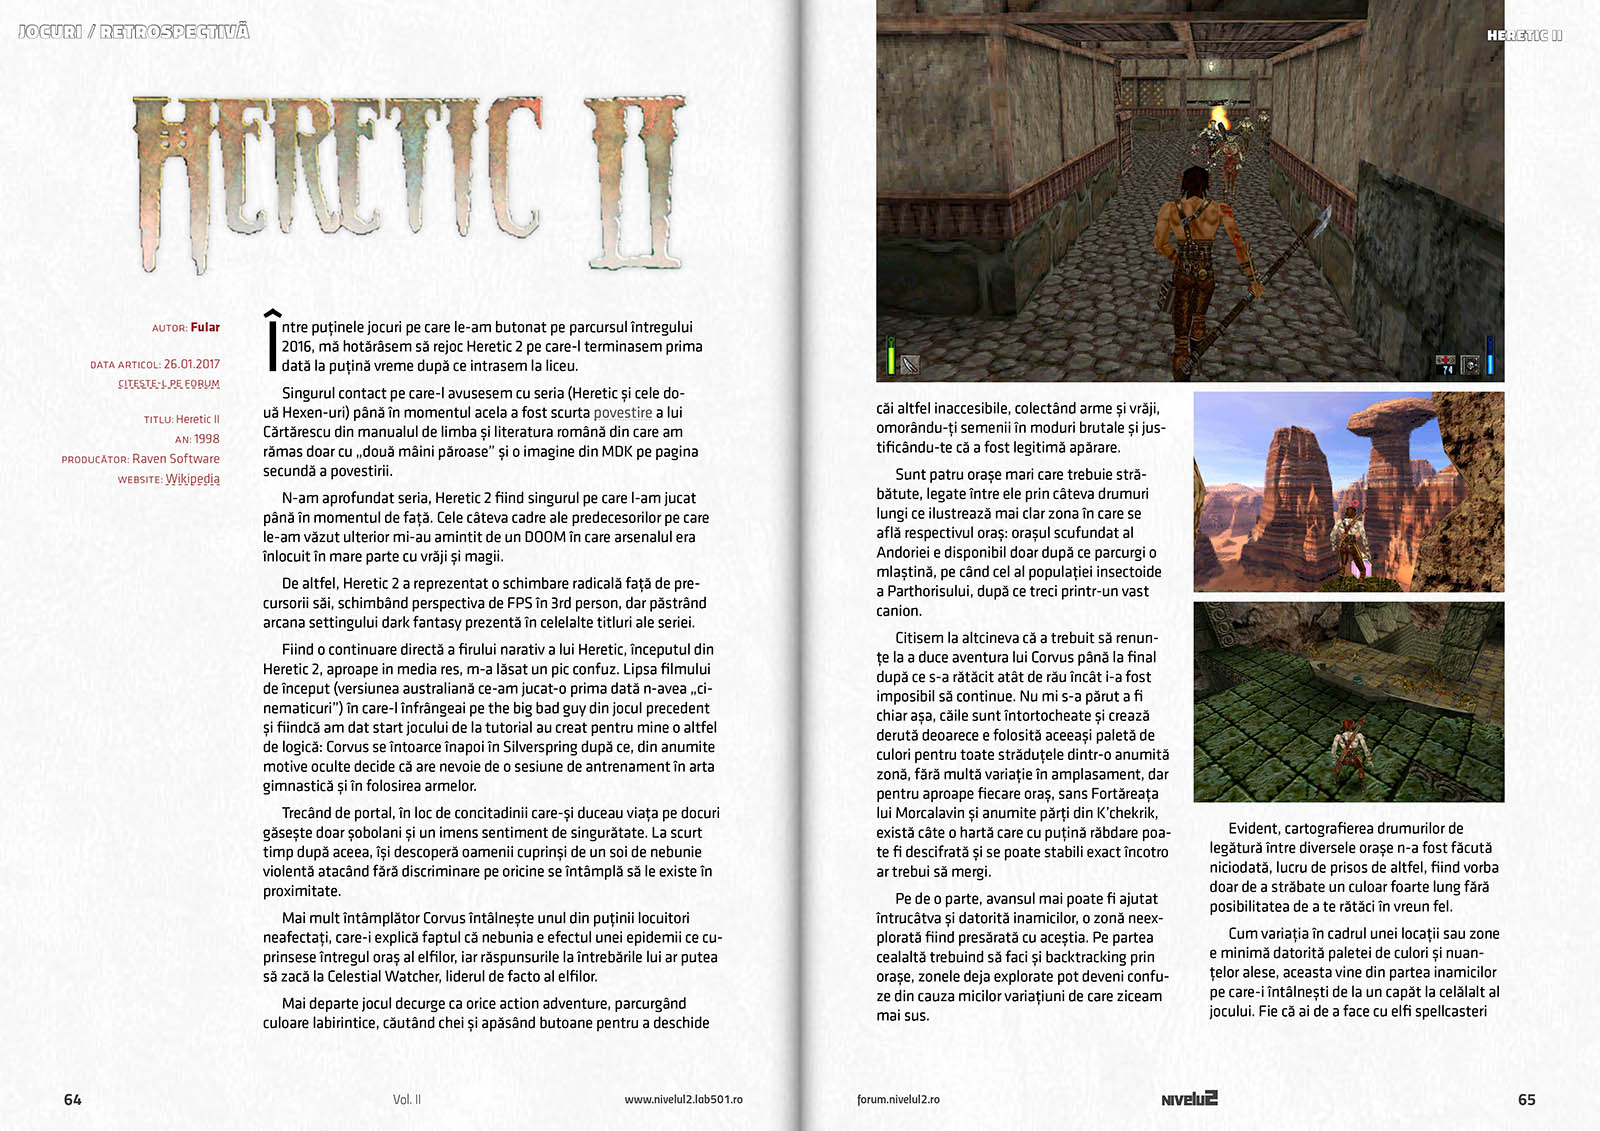 JOCURI / RETROSPECTIVĂ
HERETIC II
AUTOR: Fular
DATA ARTICOL: 26.01.2017
CITEȘTE-L PE FORUM
TITLU: Heretic II
AN: 1998
PRODUCĂTOR: Raven Software
WEBSITE: Wikipedia
Între puținele jocuri pe care le-am butonat pe parcursul întregului
2016, mă hotărâsem să rejoc Heretic 2 pe care-l terminasem prima
dată la puțină vreme după ce intrasem la liceu.
Singurul contact pe care-l avusesem cu seria (Heretic și cele do-
uă Hexen-uri) până în momentul acela a fost scurta povestire a lui
Cărtărescu din manualul de limba și literatura română din care am
rămas doar cu „două mâini păroase” și o imagine din MDK pe pagina
secundă a povestirii.
N-am aprofundat seria, Heretic 2 fiind singurul pe care l-am jucat
până în momentul de față. Cele câteva cadre ale predecesorilor pe care
le-am văzut ulterior mi-au amintit de un DOOM în care arsenalul era
înlocuit în mare parte cu vrăji și magii.
De altfel, Heretic 2 a reprezentat o schimbare radicală față de pre-
cursorii săi, schimbând perspectiva de FPS în 3rd person, dar păstrând
arcana settingului dark fantasy prezentă în celelalte titluri ale seriei.
Fiind o continuare directă a firului narativ a lui Heretic, începutul din
Heretic 2, aproape in media res, m-a lăsat un pic confuz. Lipsa filmului
de început (versiunea australiană ce-am jucat-o prima dată n-avea „ci-
nematicuri”) în care-l înfrângeai pe the big bad guy din jocul precedent
și fiindcă am dat start jocului de la tutorial au creat pentru mine o altfel
de logică: Corvus se întoarce înapoi în Silverspring după ce, din anumite
motive oculte decide că are nevoie de o sesiune de antrenament în arta
gimnastică și în folosirea armelor.
Trecând de portal, în loc de concitadinii care-și duceau viața pe docuri
găsește doar șobolani și un imens sentiment de singurătate. La scurt
timp după aceea, își descoperă oamenii cuprinși de un soi de nebunie
violentă atacând fără discriminare pe oricine se întâmplă să le existe în
proximitate.
Mai mult întâmplător Corvus întâlnește unul din puținii locuitori
neafectați, care-i explică faptul că nebunia e efectul unei epidemii ce cu-
prinsese întregul oraș al elfilor, iar răspunsurile la întrebările lui ar putea
să zacă la Celestial Watcher, liderul de facto al elfilor.
Mai departe jocul decurge ca orice action adventure, parcurgând
culoare labirintice, căutând chei și apăsând butoane pentru a deschide
64
Vol. II
www.nivelul2.lab501.ro
HERETIC II
74
căi altfel inaccesibile, colectând arme și vrăji,
omorându-ți semenii în moduri brutale și jus-
tificându-te că a fost legitimă apărare.
Sunt patru orașe mari care trebuie stră-
bătute, legate între ele prin câteva drumuri
lungi ce ilustrează mai clar zona în care se
află respectivul oraș: orașul scufundat al
Andoriei e disponibil doar după ce parcurgi o
mlaștină, pe când cel al populației insectoide
a Parthorisului, după ce treci printr-un vast
canion.
Citisem la altcineva că a trebuit să renun-
țe la a duce aventura lui Corvus până la final
după ce s-a rătăcit atât de rău încât i-a fost
imposibil să continue. Nu mi s-a părut a fi
chiar așa, căile sunt întortocheate și crează
derută deoarece e folosită aceeași paletă de
culori pentru toate străduțele dintr-o anumită
zonă, fără multă variație în amplasament, dar
pentru aproape fiecare oraș, sans Fortăreața
lui Morcalavin și anumite părți din K’chekrik,
există câte o hartă care cu puțină răbdare poa-
te fi descifrată și se poate stabili exact încotro
ar trebui să mergi.
Pe de o parte, avansul mai poate fi ajutat
întrucâtva și datorită inamicilor, o zonă neex-
plorată fiind presărată cu aceștia. Pe partea
cealaltă trebuind să faci și backtracking prin
orașe, zonele deja explorate pot deveni confu-
ze din cauza micilor variațiuni de care ziceam
mai sus.
Evident, cartografierea drumurilor de
legătură între diversele orașe n-a fost făcută
niciodată, lucru de prisos de altfel, fiind vorba
doar de a străbate un culoar foarte lung fără
posibilitatea de a te rătăci în vreun fel.
Cum variația în cadrul unei locații sau zone
e minimă datorită paletei de culori și nuan-
țelor alese, aceasta vine din partea inamicilor
pe care-i întâlnești de la un capăt la celălalt al
jocului. Fie că ai de a face cu elfi spellcasteri
forum.nivelul2.ro
NIVELUL2
65